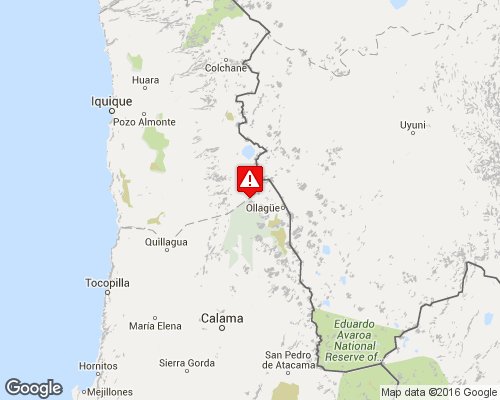 Colchane
Huara
Iquique
Pozo Almonte
Uyuni
Ollagüe
Quillagua
Tocopilla
Calama
María Elena
Eduardo
Avaroa
National
Reserve of..
San Pedro
de Atacama
Hornitos
Sierra Gorda
Mejillones
Google
Map data ©2016 Google